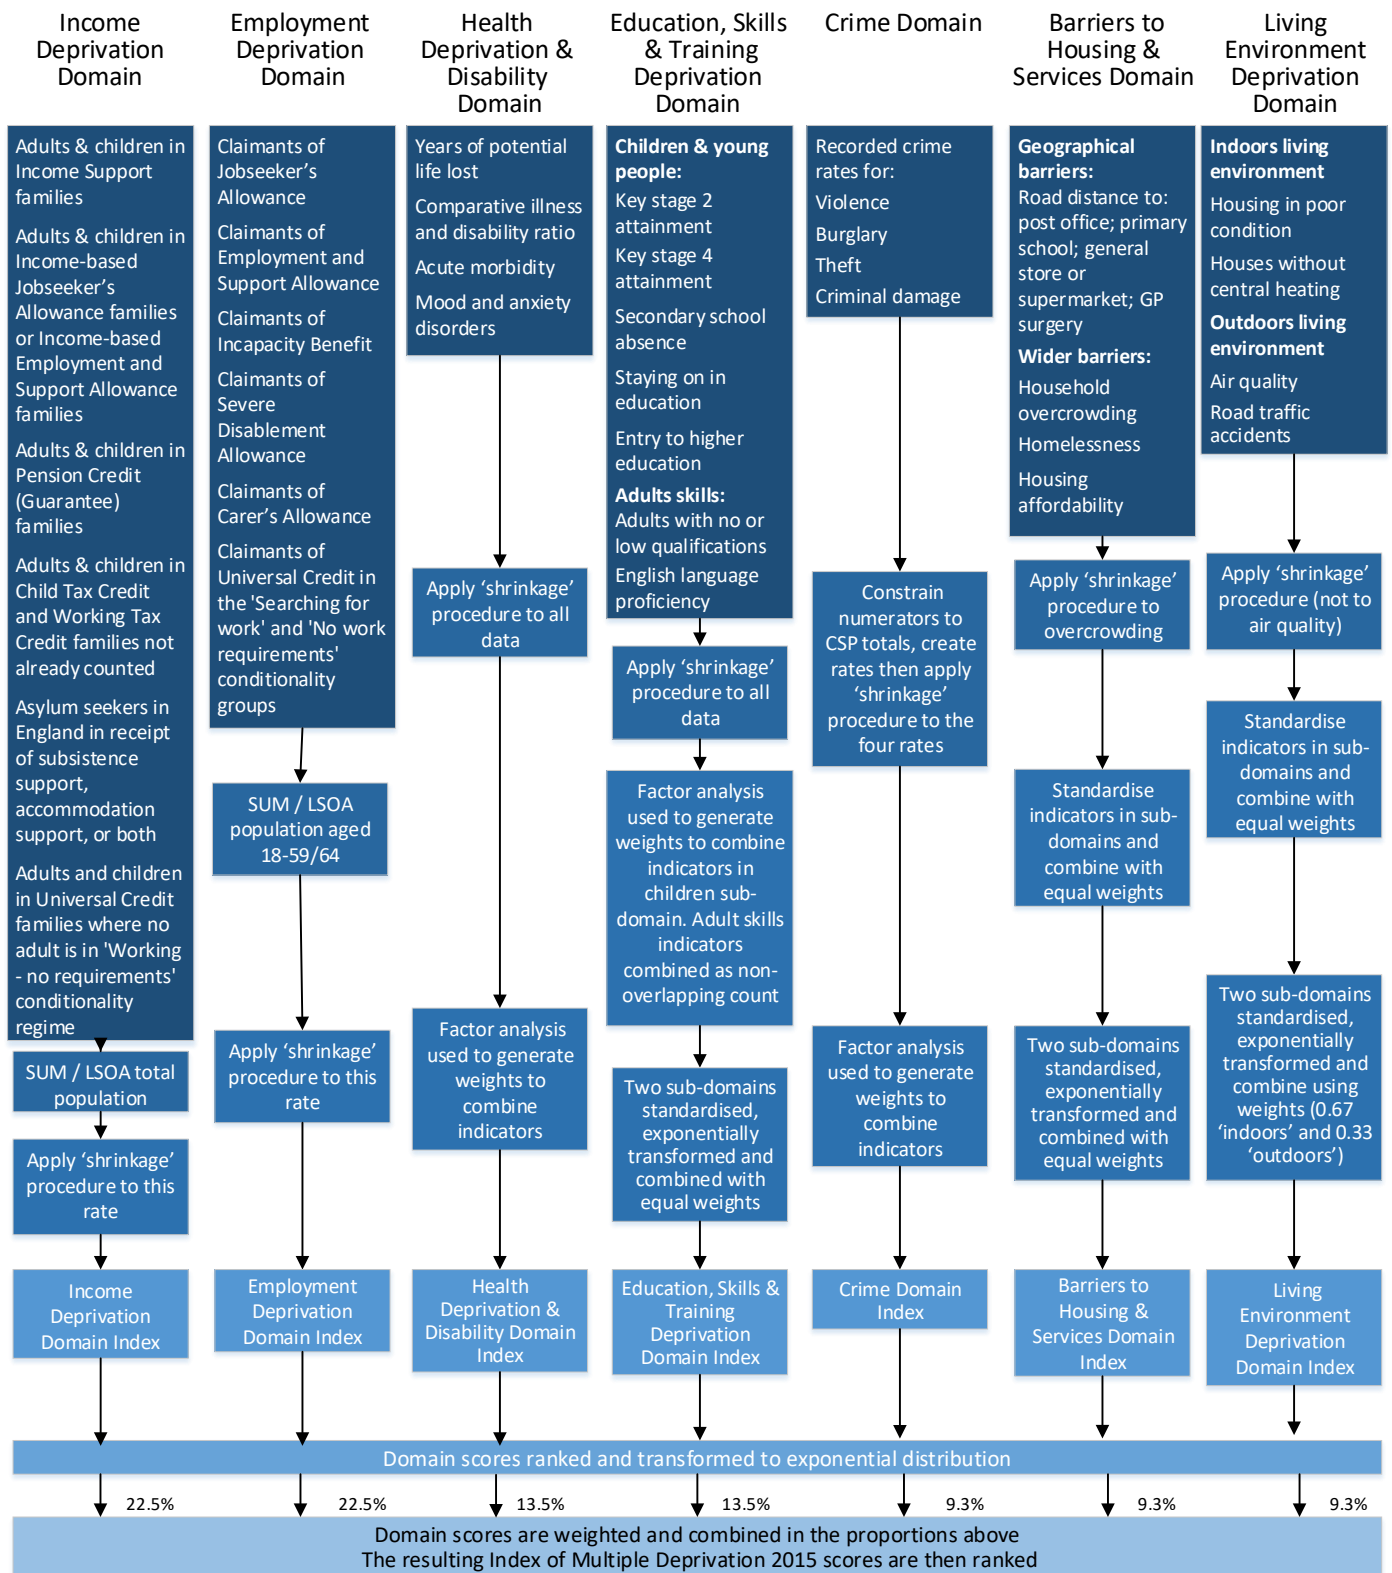 Income
Deprivation
Domain
Adults & children in
Income Support
families
Adults & children in
Income-based
Jobseeker’s
Allowance families
or Income-based
Employment and
Support Allowance
families
Adults & children in
Pension Credit
(Guarantee)
families
Adults & children in
Child Tax Credit
and Working Tax
Credit families not
already counted
Asylum seekers in
England in receipt
of subsistence
support,
accommodation
support, or both
Adults and children
in Universal Credit
families where no
adult is in 'Working
- no requirements'
conditionality
regime
SUM / LSOA total
population
Apply ‘shrinkage’
procedure to this
rate
Income
Deprivation
Domain Index
Employment
Deprivation
Domain
Claimants of
Jobseeker’s
Allowance
Claimants of
Employment and
Support Allowance
Claimants of
Incapacity Benefit
Claimants of
Severe
Disablement
Allowance
Claimants of
Carer’s Allowance
Claimants of
Universal Credit in
the 'Searching for
work' and 'No work
requirements'
conditionality
groups
SUM / LSOA
population aged
18-59/64
Apply ‘shrinkage’
procedure to this
rate
Employment
Deprivation
Domain Index
Health
Deprivation &
Disability
Domain
Years of potential
life lost
Comparative illness
and disability ratio
Acute morbidity
Mood and anxiety
disorders
Apply ‘shrinkage’
procedure to all
data
Factor analysis
used to generate
weights to
combine
indicators
Health
Deprivation &
Disability Domain
Index
Education, Skills
& Training
Deprivation
Domain
Children & young
people:
Key stage 2
attainment
Key stage 4
attainment
Secondary school
absence
Staying on in
education
Entry to higher
education
Adults skills:
Adults with no or
low qualifications
English language
proficiency
Apply ‘shrinkage’
procedure to all
data
Factor analysis
used to generate
weights to combine
indicators in
children sub-
domain. Adult skills
indicators
combined as non-
overlapping count
Two sub-domains
standardised,
exponentially
transformed and
combined with
equal weights
Education, Skills &
Training
Deprivation
Domain Index
Crime Domain
Recorded crime
rates for:
Violence
Burglary
Theft
Criminal damage
Constrain
numerators to
CSP totals, create
rates then apply
‘shrinkage’
procedure to the
four rates
Factor analysis
used to generate
weights to
combine
indicators
Crime Domain
Index
Barriers to
Housing &
Services Domain
Geographical
barriers:
Road distance to:
post office; primary
school; general
store or
supermarket; GP
surgery
Wider barriers:
Household
overcrowding
Homelessness
Housing
affordability
Apply ‘shrinkage’
procedure to
overcrowding
Standardise
indicators in sub-
domains and
combine with
equal weights
Two sub-domains
standardised,
exponentially
transformed and
combined with
equal weights
Barriers to
Housing &
Services Domain
Index
Living
Environment
Deprivation
Domain
Indoors living
environment
Housing in poor
condition
Houses without
central heating
Outdoors living
environment
Air quality
Road traffic
accidents
Apply ‘shrinkage’
procedure (not to
air quality)
Standardise
indicators in sub-
domains and
combine with
equal weights
Two sub-domains
standardised,
exponentially
transformed and
combine using
weights (0.67
‘indoors’ and 0.33
‘outdoors’)
Living
Environment
Deprivation
Domain Index
Domain scores ranked and transformed to exponential distribution
22.5% 22.5% 13.5% 13.5% 9.3% 9.3% 9.3%
Domain scores are weighted and combined in the proportions above
The resulting Index of Multiple Deprivation 2015 scores are then ranked